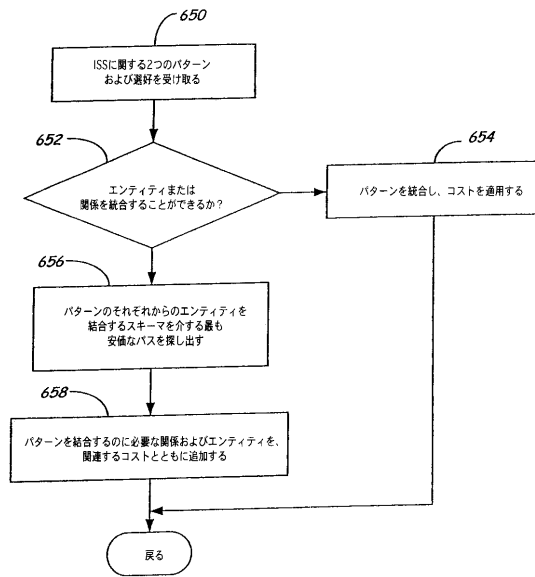 650
ISSに関する2つのパターン
および選好を受け取る
652
エンティティまたは
関係を統合することができるか?
654
パターンを統合し、コストを適用する
656
パターンのそれぞれからのエンティティを
結合するスキーマを介する最も
安価なパスを探し出す
658
パターンを結合するのに必要な関係およびエンティティを、
関連するコストとともに追加する
戻る